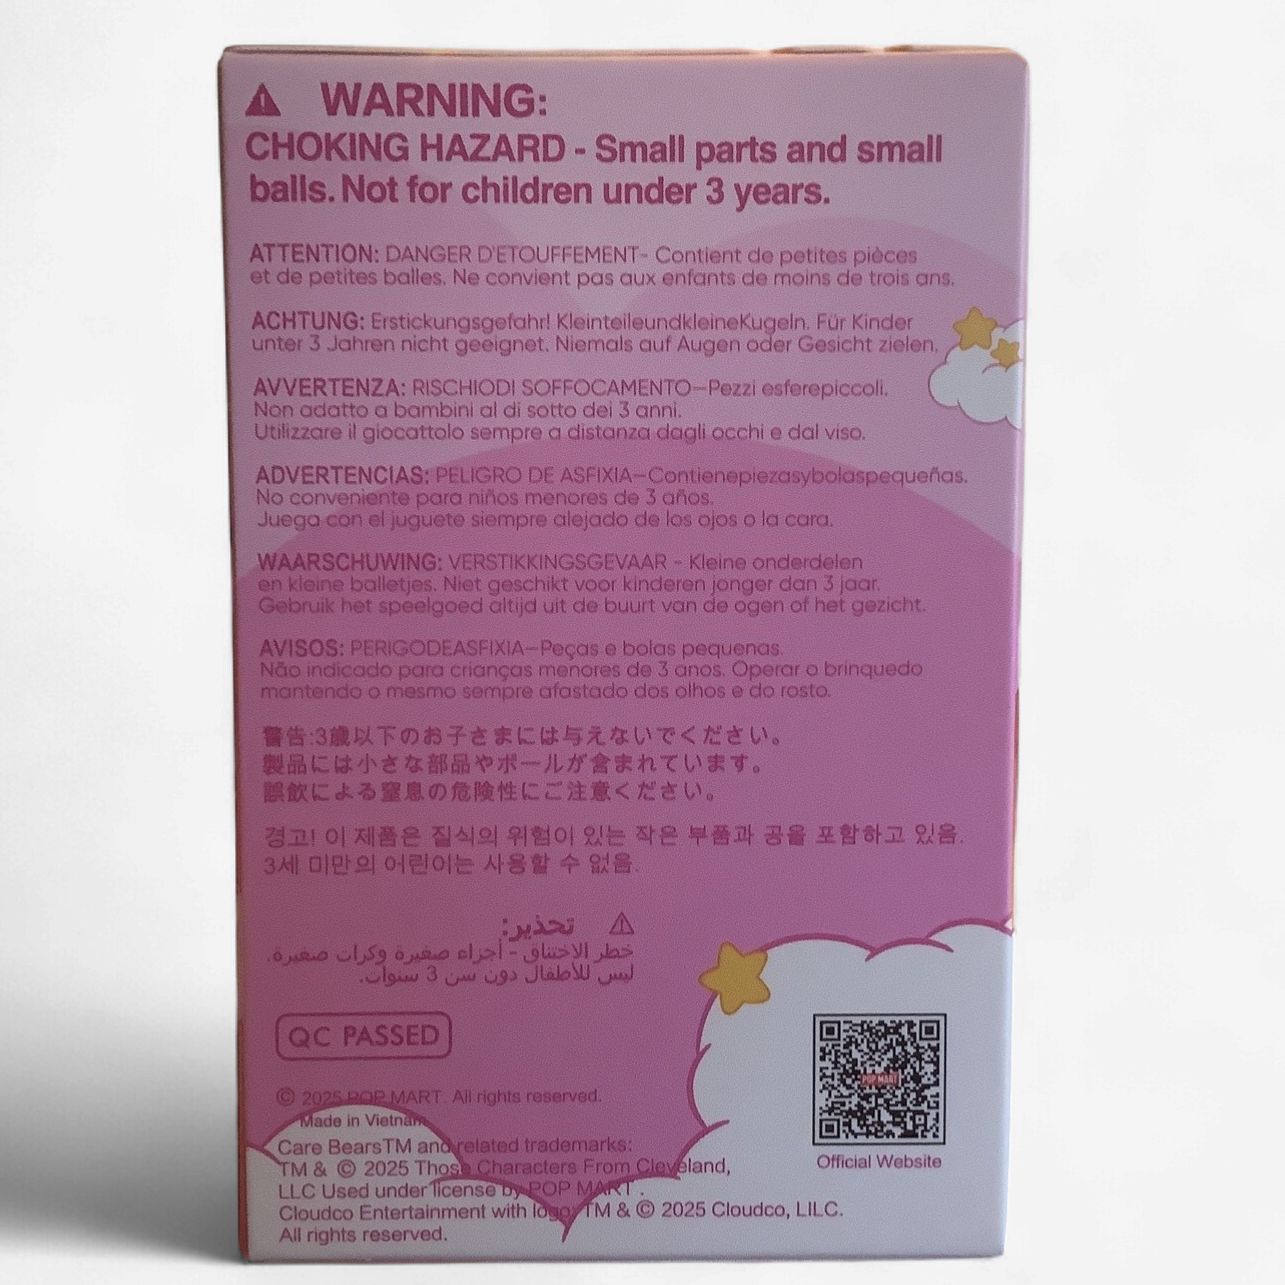 WARNING:
CHOKING HAZARD - Small parts and small
balls. Not for children under 3 years.
ATTENTION: DANGER D'ETOUFFEMENT- Contient de petites pièces
et de petites balles. Ne convient pas aux enfants de moins de trois ans.
ACHTUNG: Erstickungsgefahr! KleinteileundkleineKugeln. Für Kinder
unter 3 Jahren nicht geeignet. Niemals auf Augen oder Gesicht zielen.
AVVERTENZA: RISCHIODI SOFFOCAMENTO—Pezzi esferepiccoli.
Non adatto a bambini al di sotto dei 3 anni.
Utilizzare il giocattolo sempre a distanza dagli occhi e dal viso.
ADVERTENCIAS: PELIGRO DE ASFIXIA—Contienepiezasybolaspequeñas.
No conveniente para niños menores de 3 años.
Juega con el juguete siempre alejado de los ojos o la cara.
WAARSCHUWING: VERSTIKKINGSGEVAAR - Kleine onderdelen
en kleine balletjes. Niet geschikt voor kinderen jonger dan 3 jaar.
Gebruik het speelgoed altijd uit de buurt van de ogen of het gezicht.
AVISOS: PERIGODEASFIXIA—Peças e bolas pequenas.
Não indicado para crianças menores de 3 anos. Operar o brinquedo
mantendo o mesmo sempre afastado dos olhos e do rosto.
警告:3歳以下のお子さまには与えないでください。
製品には小さな部品やボールが含まれています。
誤飲による窒息の危険性にご注意ください。
경고! 이 제품은 질식의 위험이 있는 작은 부품과 공을 포함하고 있음.
3세 미만의 어린이는 사용할 수 없음.
تحذير:
خطر الاختناق - أجزاء صغيرة وكرات صغيرة.
ليس للأطفال دون سن 3 سنوات.
QC PASSED
© 2025 POP MART. All rights reserved.
Made in Vietnam
Care BearsTM and related trademarks:
TM & © 2025 Those Characters From Cleveland,
LLC Used under license by POP MART .
Cloudco Entertainment with logo: TM & © 2025 Cloudco, LILC.
All rights reserved.
POP MART
Official Website